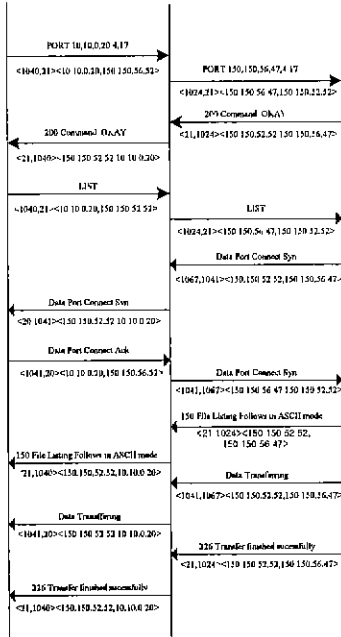 PORT 10,10,0,20,4,17
<1040,21><10 10.0.20,150 150,56.52>
PORT 150,150,56,47,4 17
<1024,21><150 150 56 47,150 150.52.52>
200 Command OKAY
<21,1024><150 150.52.52 150 150,56,47>
200 Command OKAY
<21,1040><150 150 52 52 10 10 0.20>
LIST
<1040,21><10 10 0.20,150 150 52 52>
LIST
<1024,21><150 150,56 47,150 150 52.52>
Data Port Connect Syn
<1067,1041><150,150 52 52,150 150,56,47>
Data Port Connect Syn
<20 1041><150 150.52.52 10 10.0.20>
Data Port Connect Ack
<1041,20><10 10.0.20,150 150,56.52>
Data Port Connect Syn
<1041,1067><150 150 56 47 150 150.52.52>
150 File Listing Follows in ASCII mode
<21 1024><150 150 52 52,
150 150 56 47>
150 File Listing Follows in ASCII mode
<21,1040><150.150,52.52,10.10.0 20>
Data Transferring
<1041,1067><150 150.52.52,150 150,56.47>
Data Transferring
<1041,20><150 150 52 52 10 10.0.20>
226 Transfer finished sucessfully
<21,1024><150 150 52 52,150 150.56.47>
226 Transfer finished sucessfully
<21,1040><150.150.52.52,10.10.0 20>